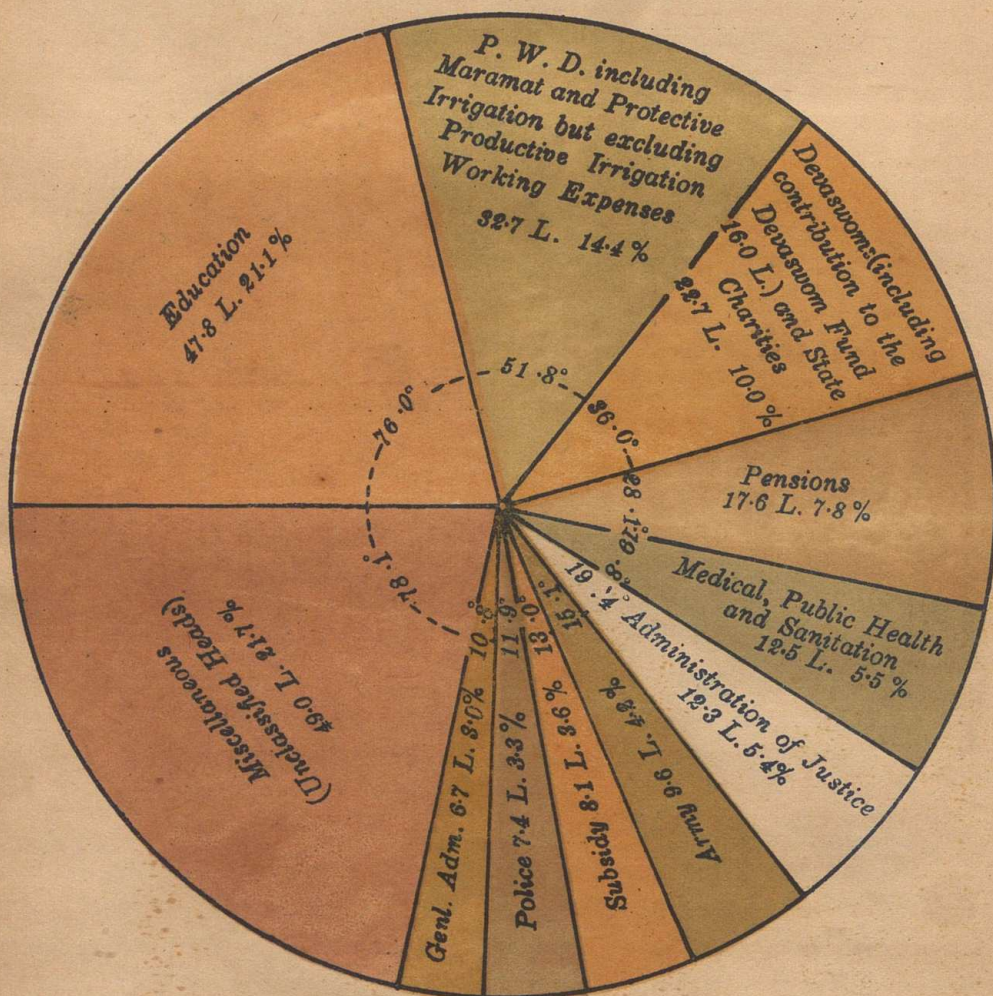 P. W. D. including
Maramat and Protective
Irrigation but excluding
Productive Irrigation
Working Expenses
32·7 L. 14·4 %
Devaswoms (including
contribution to the
Devaswom Fund
16·0 L.) and State
Charities
22·7 L. 10·0 %
Pensions
17·6 L. 7·8 %
Medical, Public Health
and Sanitation
12·5 L. 5·5 %
Administration of Justice
12·3 L. 5·4%
Army 9·6 L. 4·2 %
Subsidy 8·1 L. 3·6 %
Police 7·4 L. 3·3 %
Genl. Adm. 6·7 L. 3·0%
Miscellaneous
(Unclassified Heads)
49·0 L. 21·7 %
Education
47·8 L. 21·1 %
51·8°
36·0°
28·1°
19·8°
19·4°
15·1°
13·0°
11·9°
10·8°
78·1°
76·0°